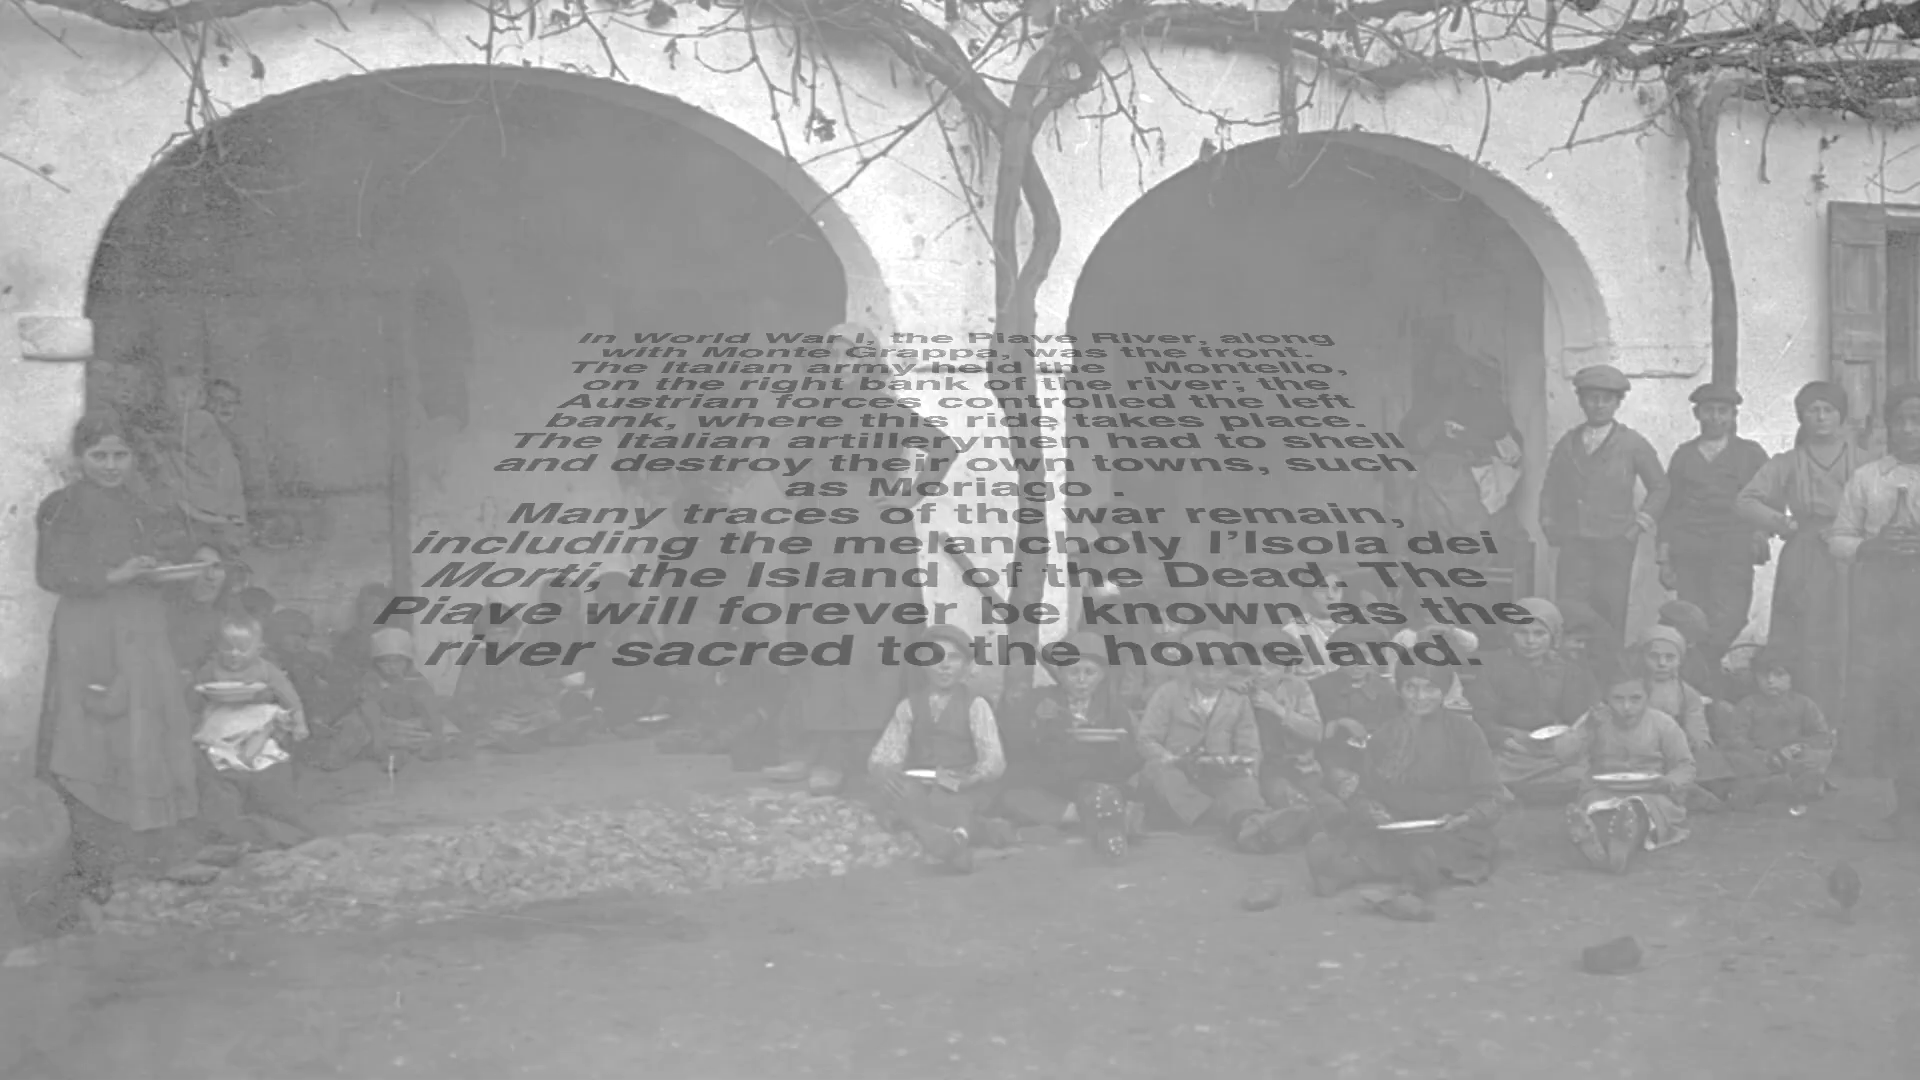 In World War I, the Piave River, along
with Monte Grappa, was the front.
The Italian army held the Montello,
on the right bank of the river; the
Austrian forces controlled the left
bank, where this ride takes place.
The Italian artillerymen had to shell
and destroy their own towns, such
as Moriago .
Many traces of the war remain,
including the melancholy l’Isola dei
Morti, the Island of the Dead. The
Piave will forever be known as the
river sacred to the homeland.